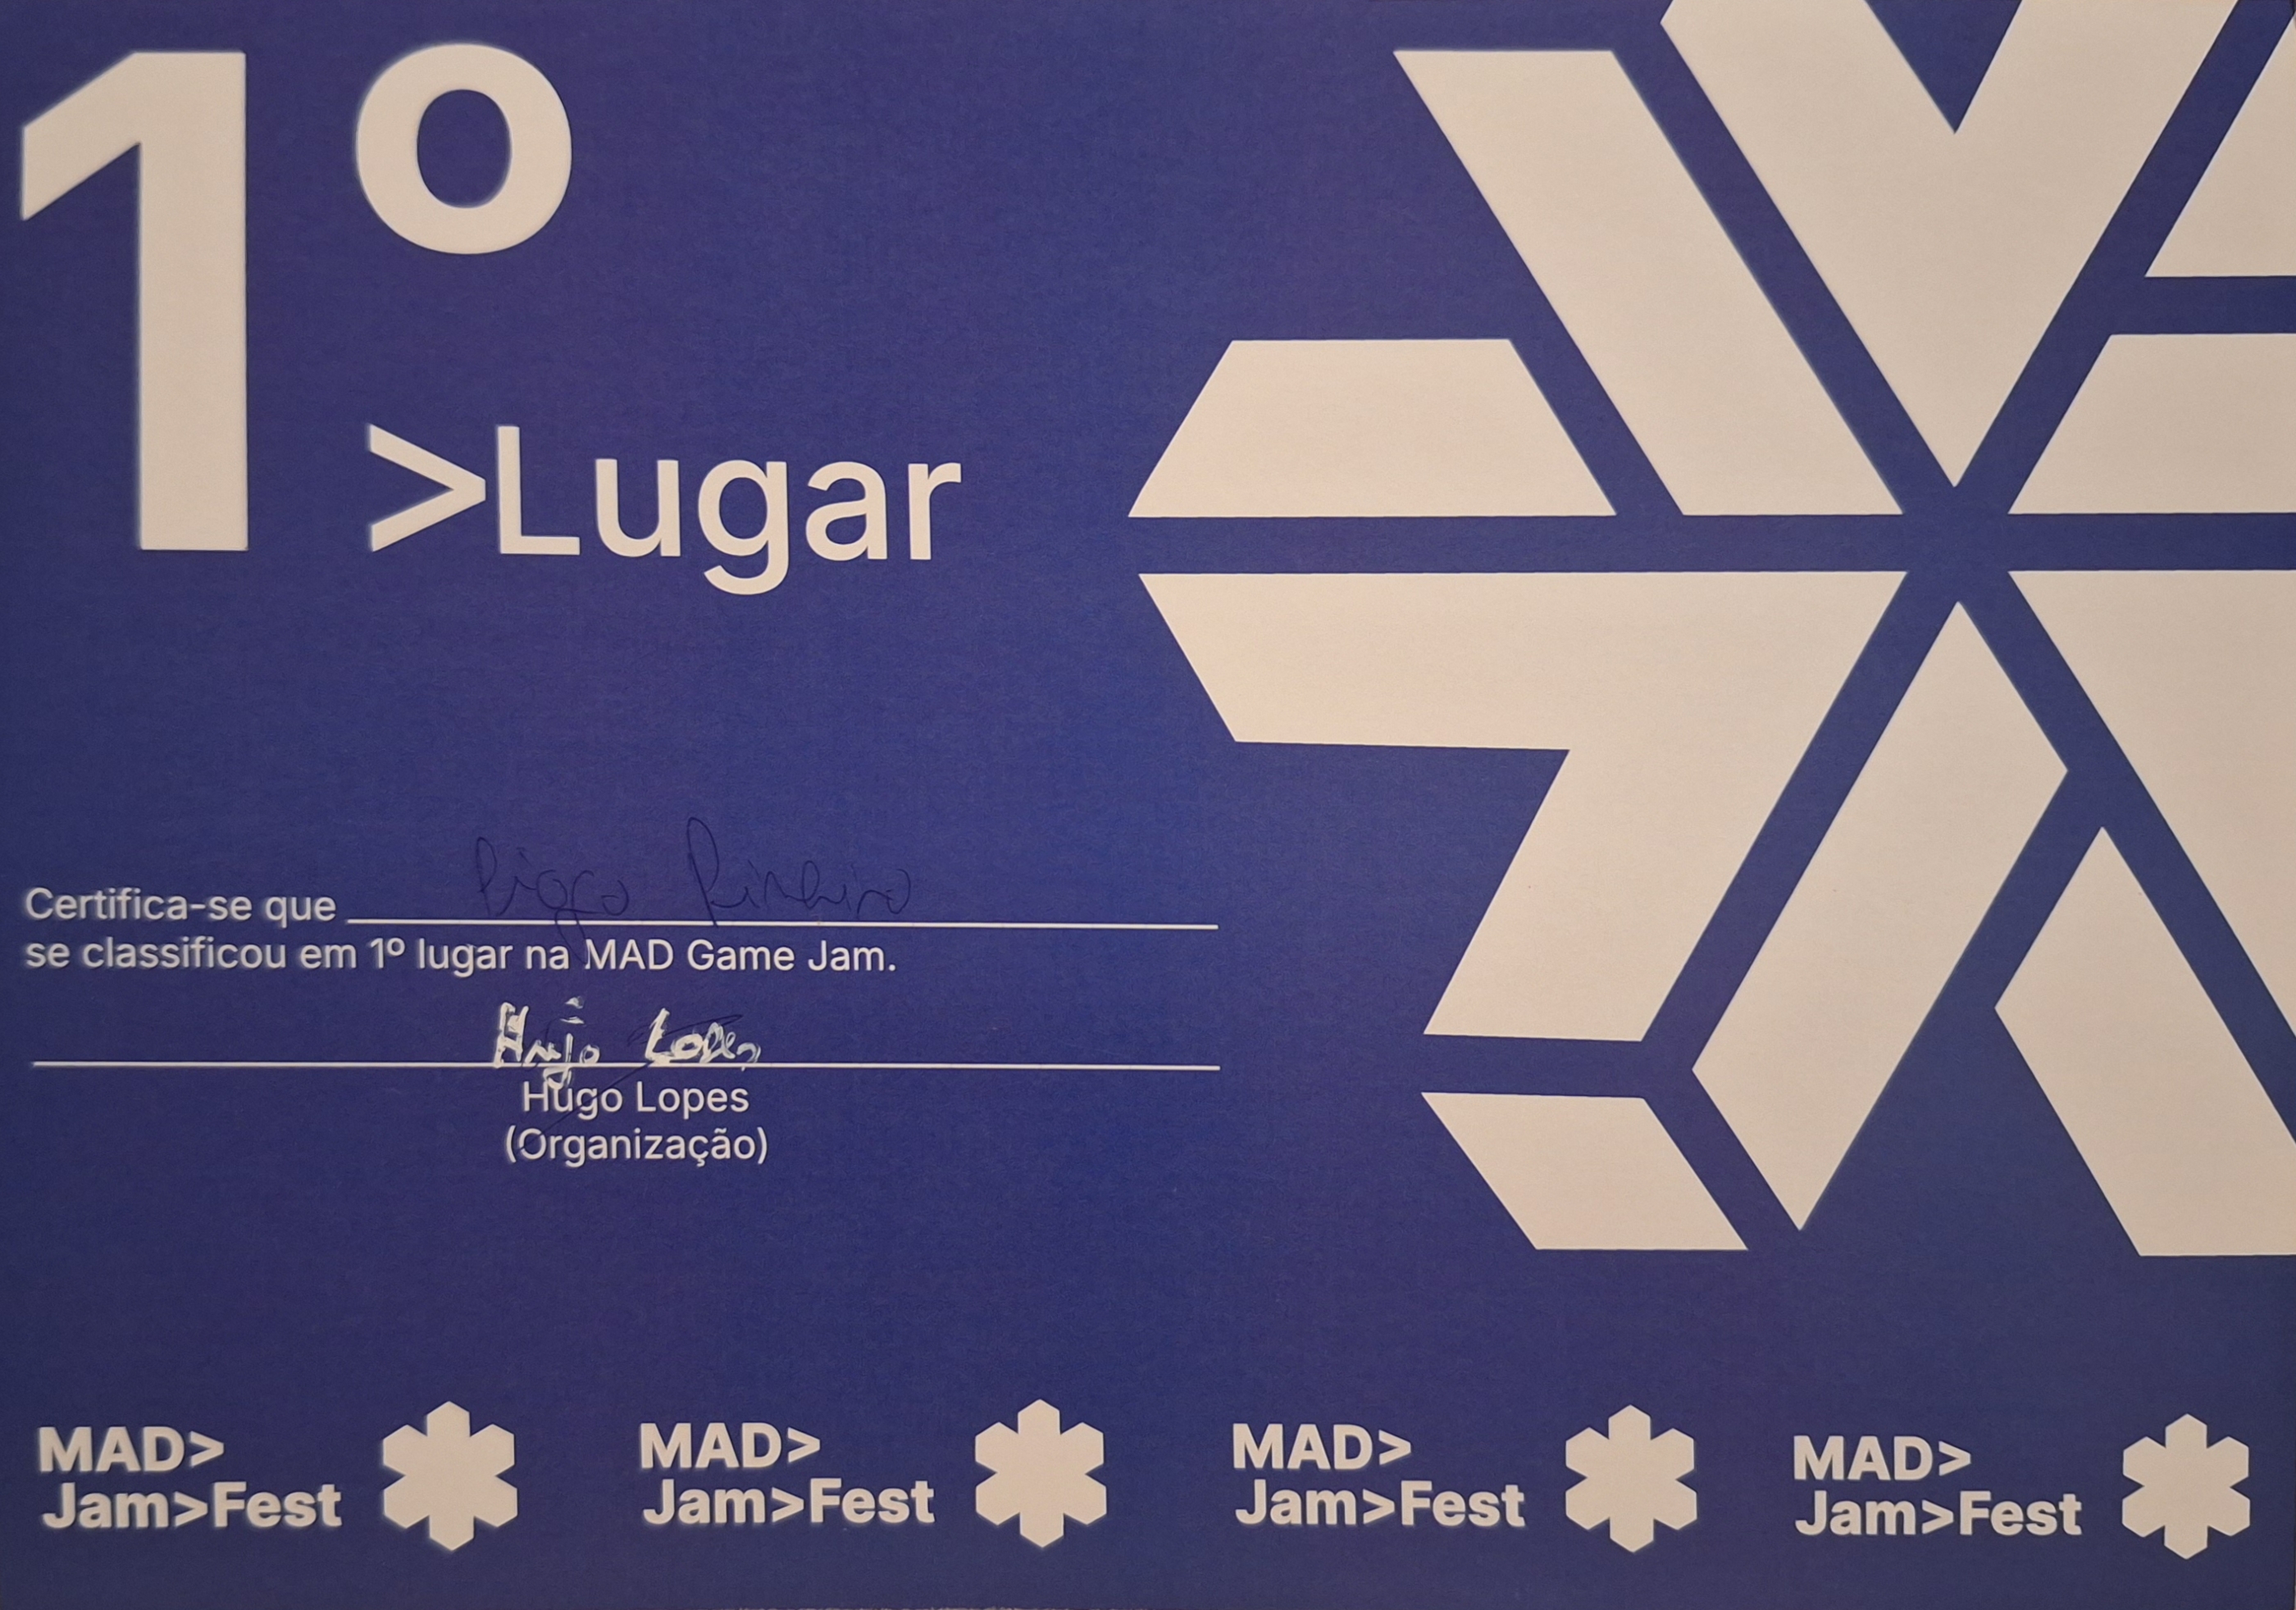 1º
>Lugar
Certifica-se que Pinheiro
se classificou em 1º lugar na MAD Game Jam.
Hugo Lopes
Hugo Lopes
(Organização)
MAD> MAD> MAD> MAD>
Jam>Fest Jam>Fest Jam>Fest Jam>Fest